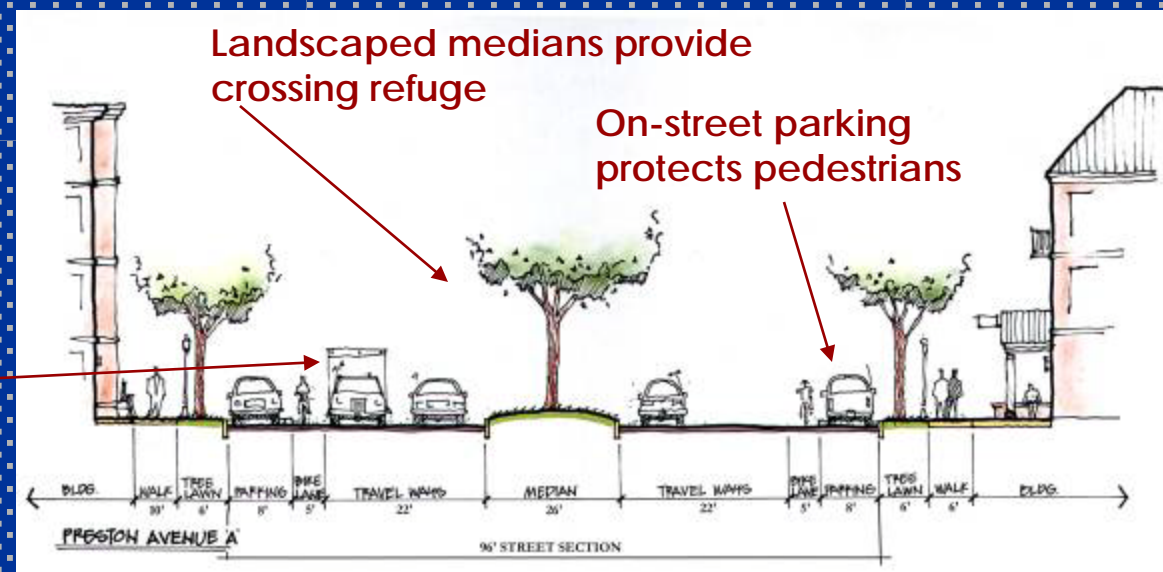 Landscaped medians provide
crossing refuge
On-street parking
protects pedestrians
BLDG. WALK TREE LAWN PARKING BIKE LANE TRAVEL WAYS MEDIAN TRAVEL WAYS BIKE LANE PARKING TREE LAWN WALK BLDG.
10' 6' 8' 5' 22' 26' 22' 5' 8' 6' 6'
PRESTON AVENUE 'A'
96' STREET SECTION